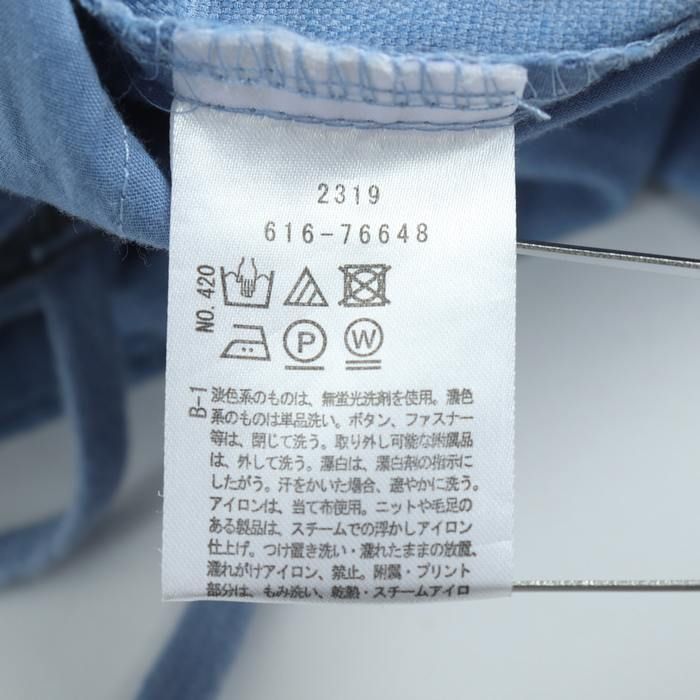 2319
616-76648
NO.420
P
W
B-1
淡色系のものは、無蛍光洗剤を使用。濃色
系のものは単品洗い。ボタン、ファスナー
等は、閉じて洗う。取り外し可能な附属品
は、外して洗う。漂白は、漂白剤の指示に
したがう。汗をかいた場合、速やかに洗う。
アイロンは、当て布使用。ニットや毛足の
ある製品は、スチームでの浮かしアイロン
仕上げ。つけ置き洗い・濡れたままの放置、
濡れがけアイロン、禁止。附属・プリント
部分は、もみ洗い、乾熱・スチームアイロ